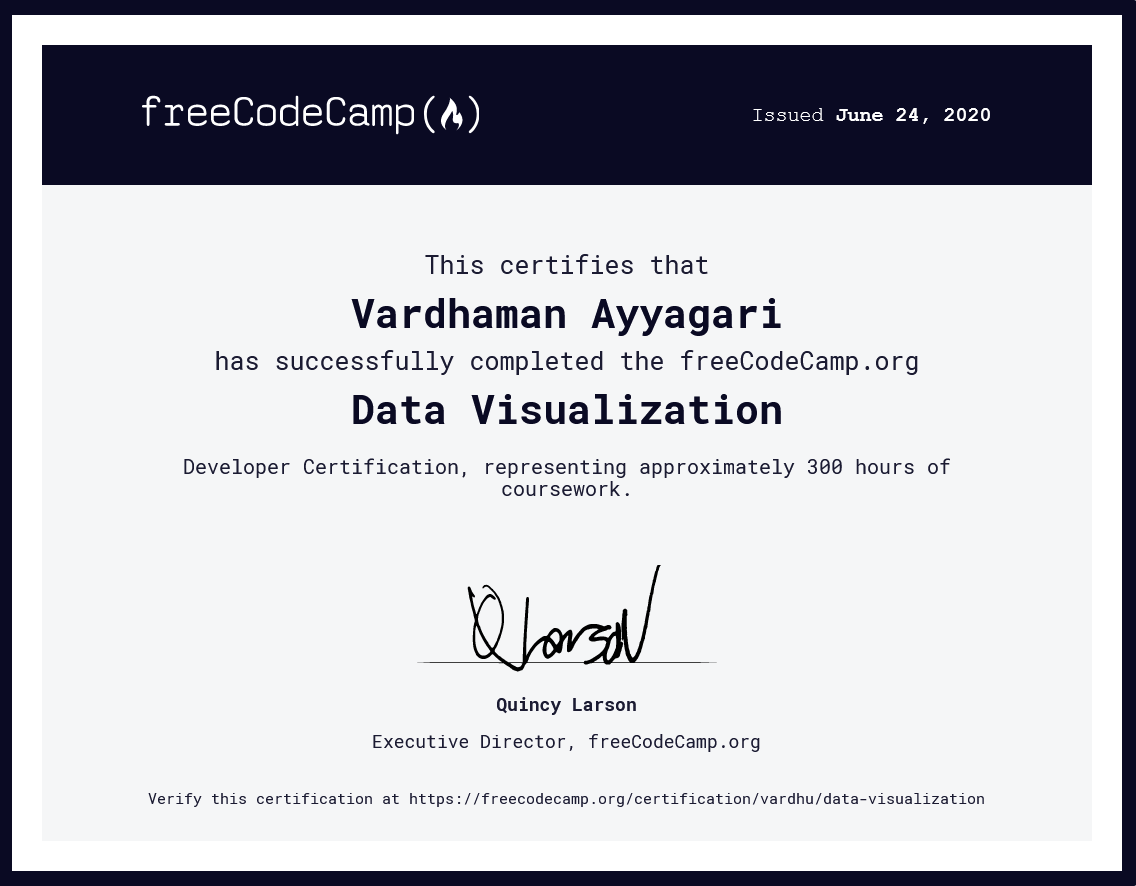 freeCodeCamp(🔥)
Issued June 24, 2020
This certifies that
Vardhaman Ayyagari
has successfully completed the freeCodeCamp.org
Data Visualization
Developer Certification, representing approximately 300 hours of
coursework.
Q Larson
Quincy Larson
Executive Director, freeCodeCamp.org
Verify this certification at https://freecodecamp.org/certification/vardhu/data-visualization